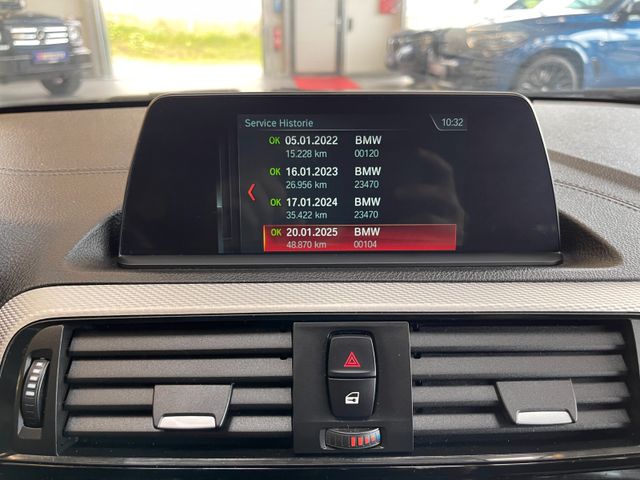 Service Historie 10:32
OK 05.01.2022 BMW
15.228 km 00120
OK 16.01.2023 BMW
26.956 km 23470
OK 17.01.2024 BMW
35.422 km 23470
OK 20.01.2025 BMW
48.870 km 00104